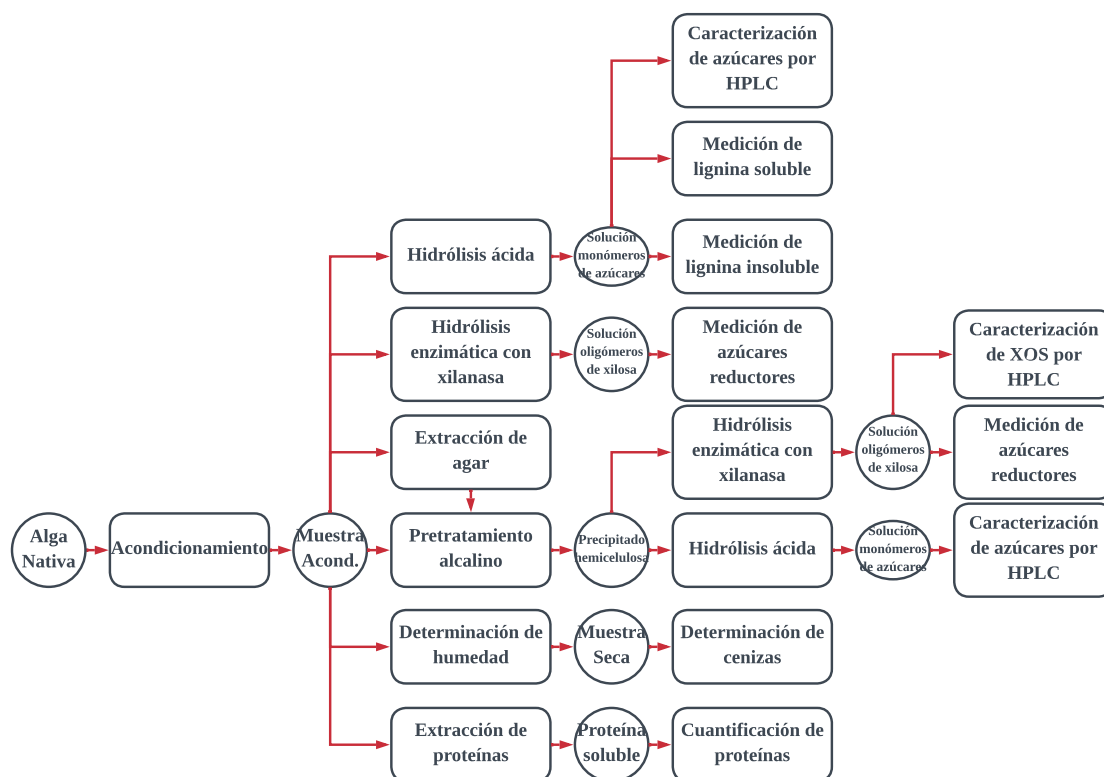 Caracterización
de azúcares por
HPLC
Medición de
lignina soluble
Hidrólisis ácida
Solución
monómeros
de azúcares
Medición de
lignina insoluble
Hidrólisis
enzimática con
xilanasa
Solución
oligómeros
de xilosa
Medición de
azúcares
reductores
Caracterización
de XOS por
HPLC
Extracción de
agar
Hidrólisis
enzimática con
xilanasa
Solución
oligómeros
de xilosa
Medición de
azúcares
reductores
Alga
Nativa
Acondicionamiento
Muestra
Acond.
Pretratamiento
alcalino
Precipitado
hemicelulosa
Hidrólisis ácida
Solución
monómeros
de azúcares
Caracterización
de azúcares por
HPLC
Determinación de
humedad
Muestra
Seca
Determinación de
cenizas
Extracción de
proteínas
Proteína
soluble
Cuantificación de
proteínas